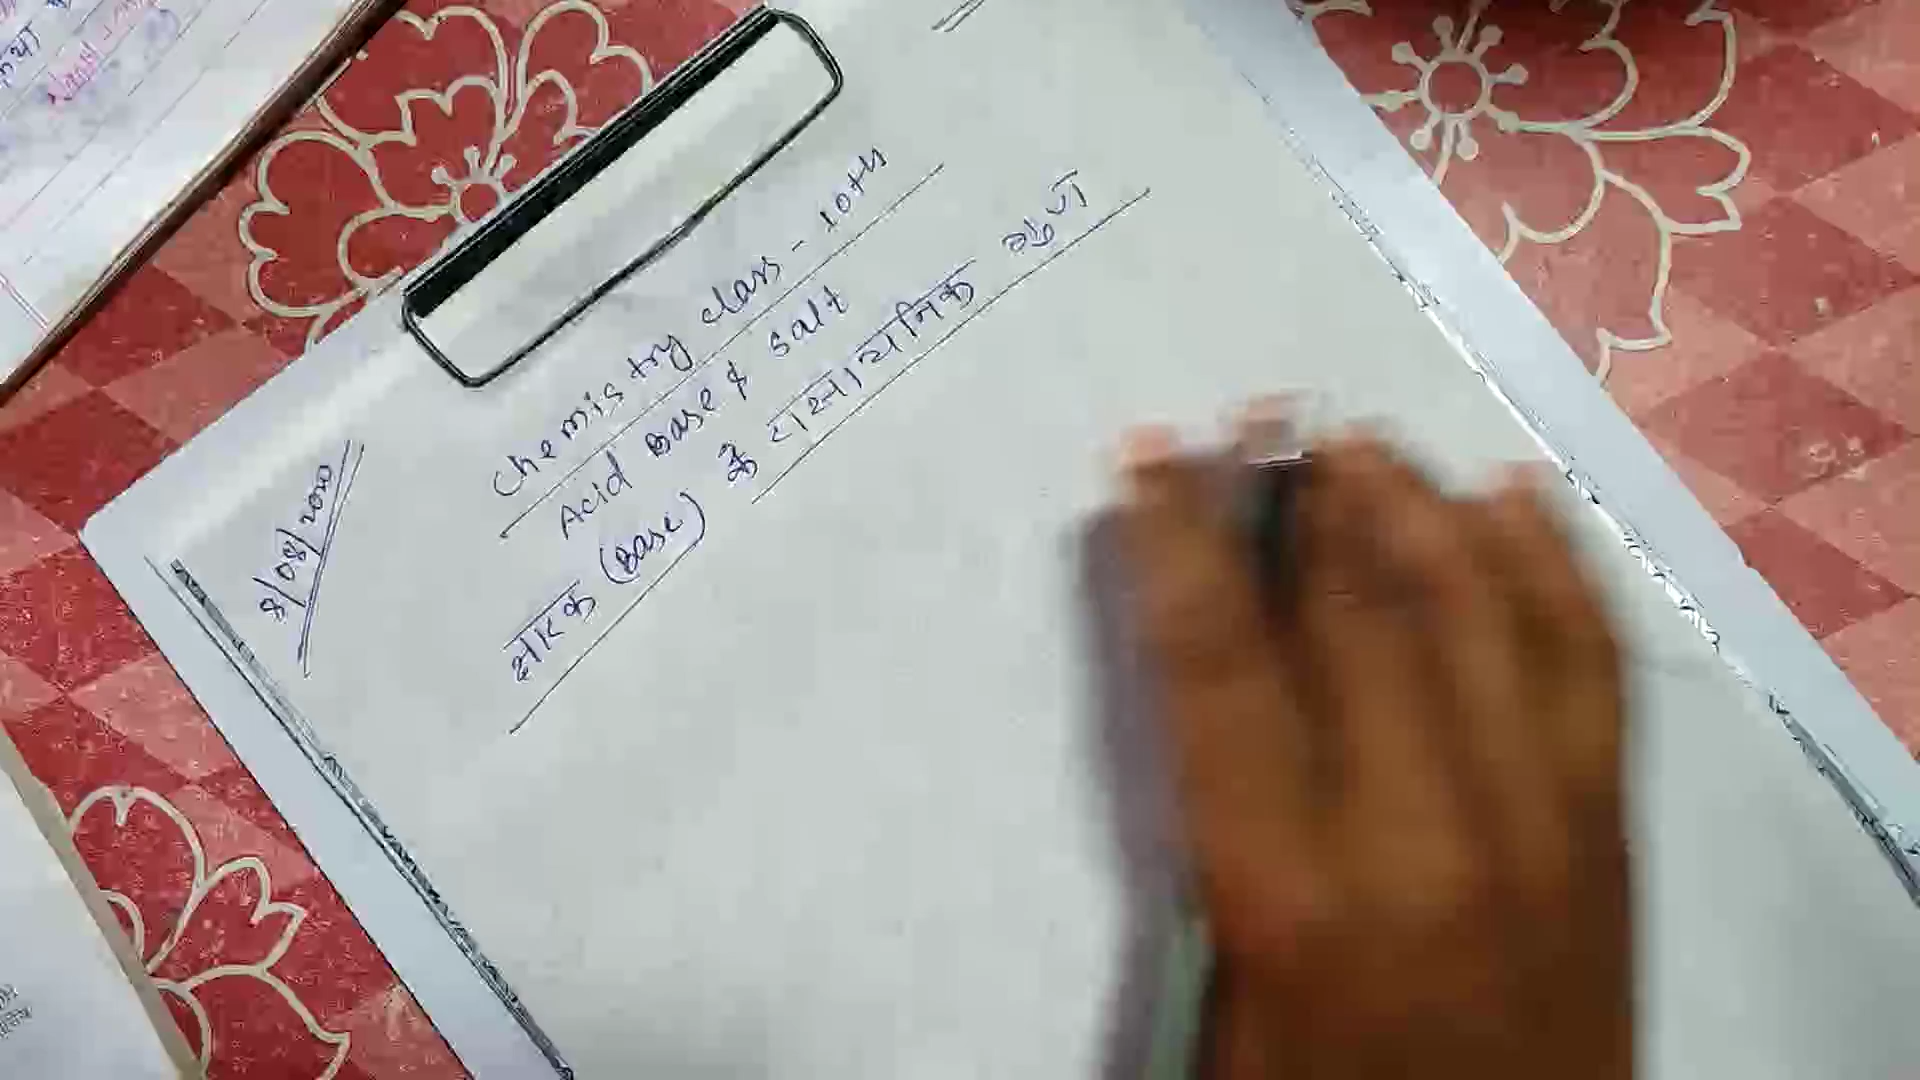 8/08/2020
Chemistry class - 10th
Acid Base & salt
क्षारक (Base) के रासायनिक गुण